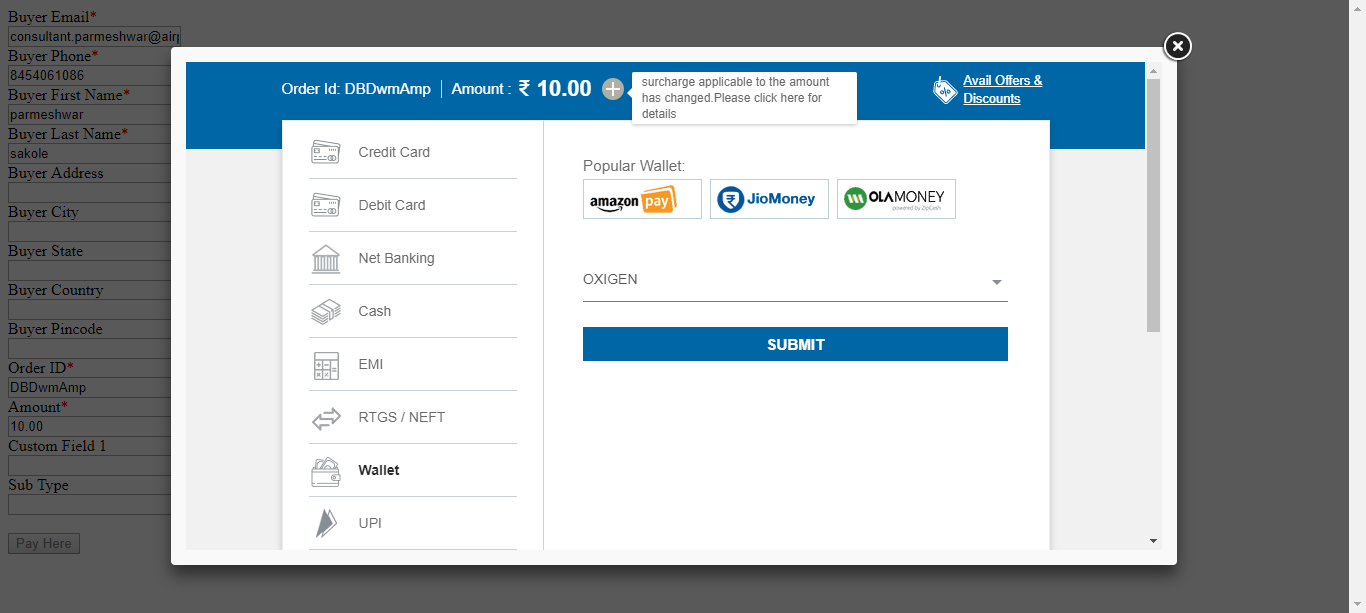 Buyer Email*
consultant.parmeshwar@air
Buyer Phone*
8454061086
Buyer First Name*
parmeshwar
Buyer Last Name*
sakole
Buyer Address
Buyer City
Buyer State
Buyer Country
Buyer Pincode
Order ID*
DBDwmAmp
Amount*
10.00
Custom Field 1
Sub Type
Pay Here
Order Id: DBDwmAmp
Amount : ₹ 10.00
surcharge applicable to the amount
has changed.Please click here for
details
Avail Offers &
Discounts
Credit Card
Debit Card
Net Banking
Cash
EMI
RTGS / NEFT
Wallet
UPI
Popular Wallet:
amazon pay
JioMoney
OLAMONEY
powered by ZipCash
OXIGEN
SUBMIT